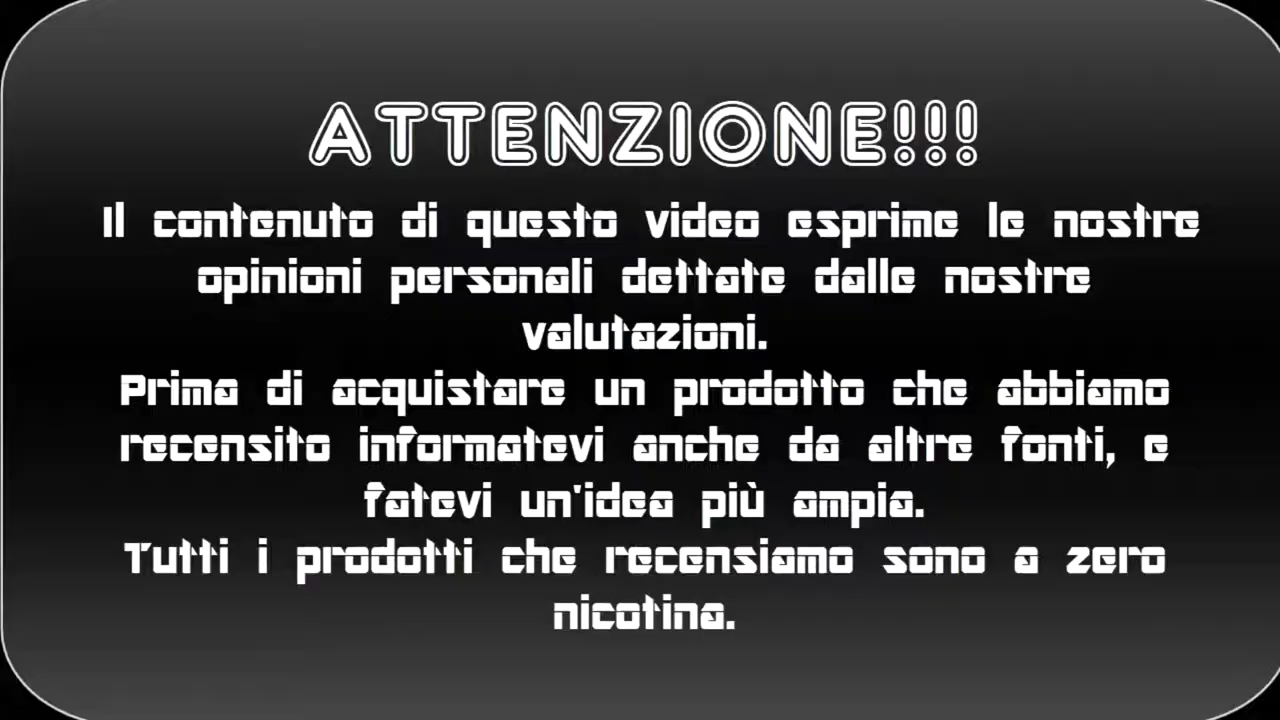 ATTENZIONE!!!
Il contenuto di questo video esprime le nostre
opinioni personali dettate dalle nostre
valutazioni.
Prima di acquistare un prodotto che abbiamo
recensito informatevi anche da altre fonti, e
fatevi un'idea più ampia.
Tutti i prodotti che recensiamo sono a zero
nicotina.